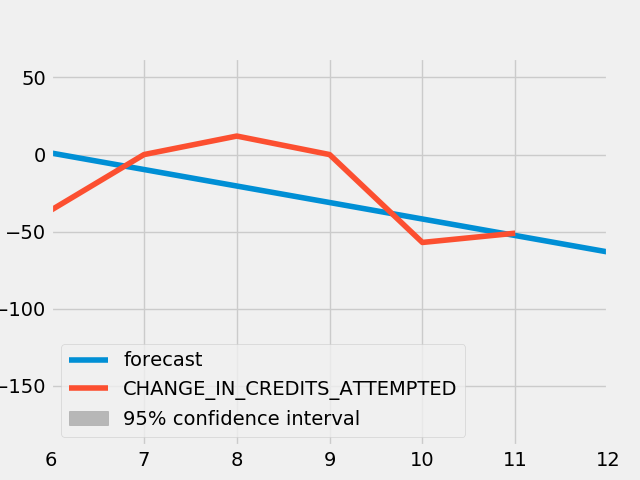 50
0
−50
−100
−150
forecast
CHANGE_IN_CREDITS_ATTEMPTED
95% confidence interval
6 7 8 9 10 11 12